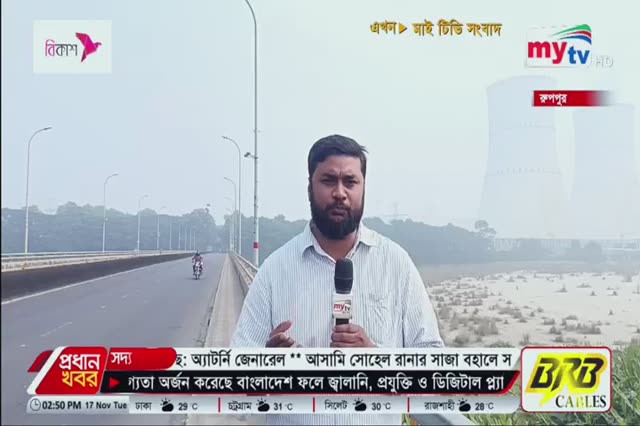 বিকাশ
এখন ▶ মাই টিভি সংবাদ
mytv HD
রুপপুর
mytv
প্রধান খবর
সদ্য
: অ্যাটর্নি জেনারেল ** আসামী সোহেল রানার সাজা বহালে স
গ্যতা অর্জন করেছে বাংলাদেশ ফলে জ্বালানি, প্রযুক্তি ও ডিজিটাল প্ল্যা
BRB CABLES
02:50 PM 17 Nov Tue ঢাকা 29°C চট্টগ্রাম 31°C সিলেট 30°C রাজশাহী 28°C